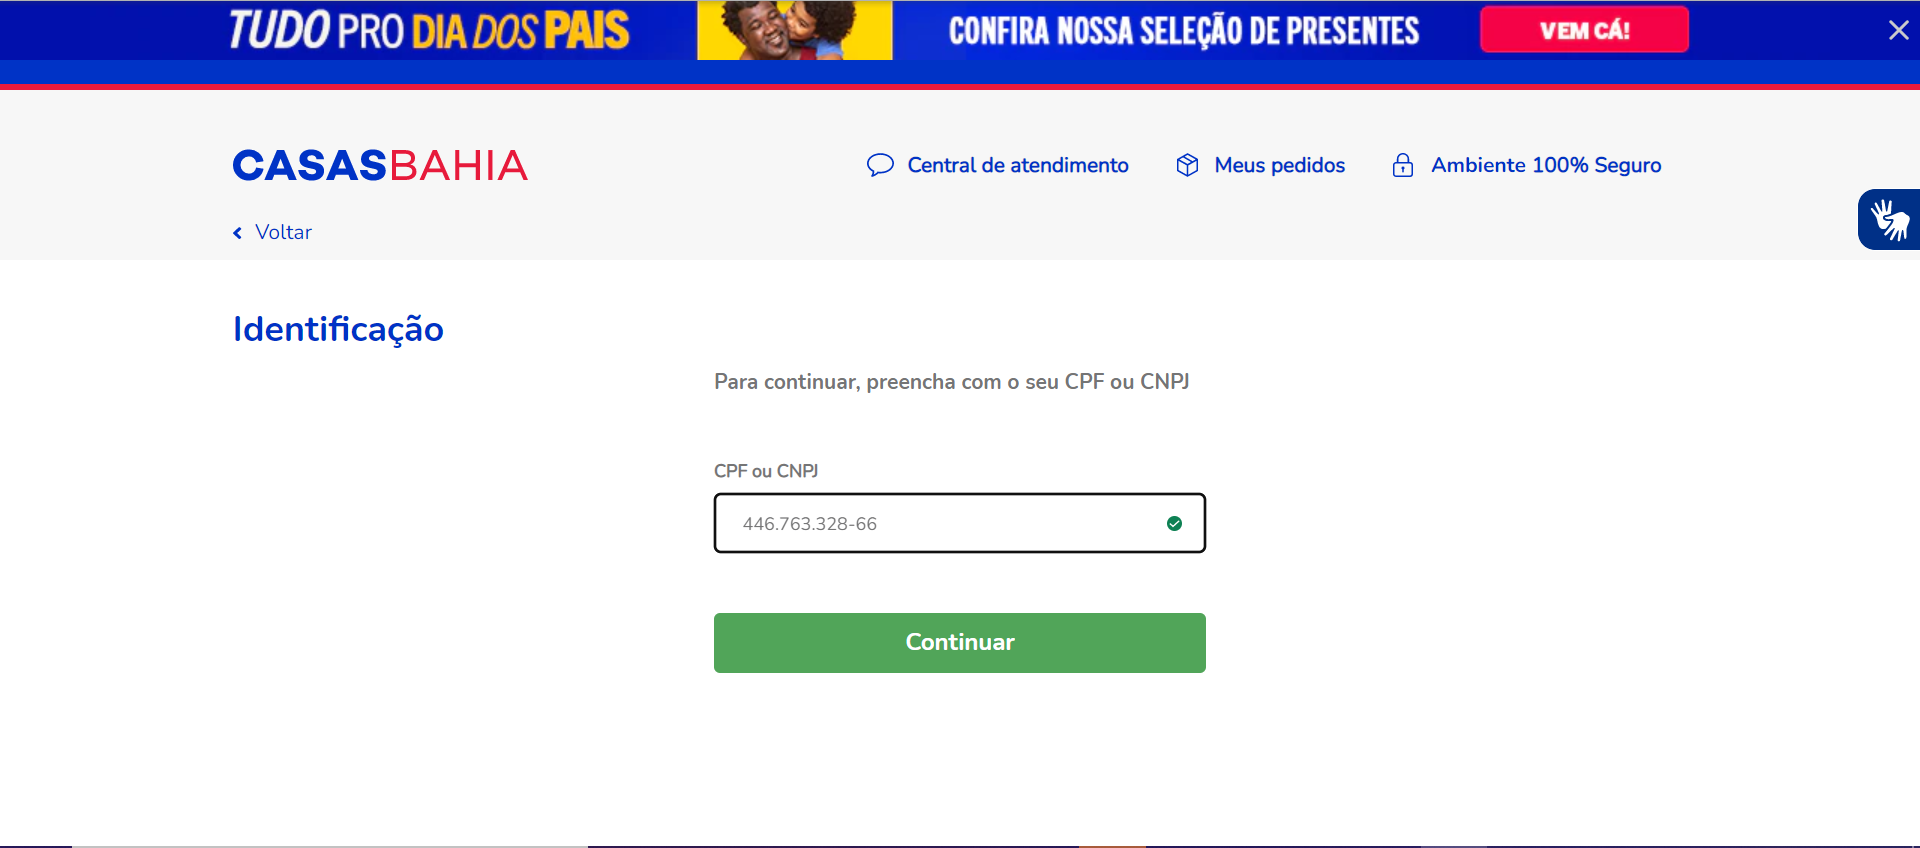 TUDO PRO DIA DOS PAIS
CONFIRA NOSSA SELEÇÃO DE PRESENTES
VEM CÁ!
CASASBAHIA
Central de atendimento
Meus pedidos
Ambiente 100% Seguro
Voltar
Identificação
Para continuar, preencha com o seu CPF ou CNPJ
CPF ou CNPJ
446.763.328-66
Continuar